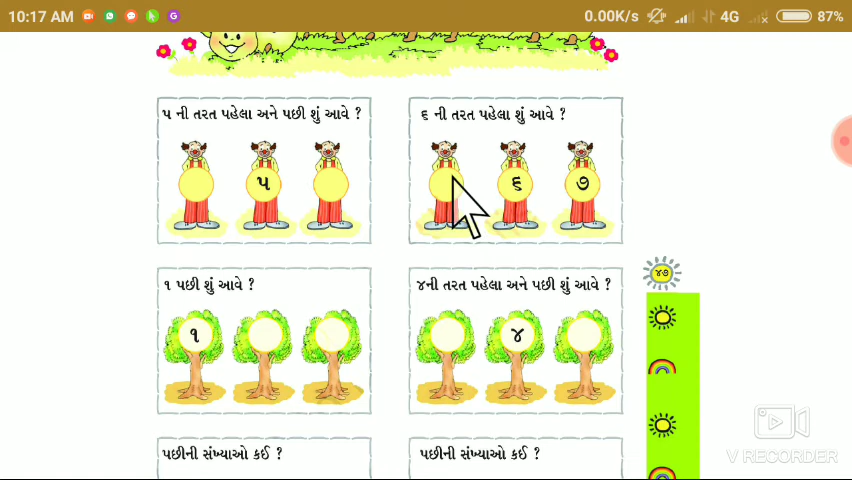 10:17 AM 0.00K/s 4G 87%
૫ ની તરત પહેલા અને પછી શું આવે ?
૫
૬ ની તરત પહેલા શું આવે ?
૬ ૭
૧ પછી શું આવે ?
૧
૪ની તરત પહેલા અને પછી શું આવે ?
૪
૪૭
પછીની સંખ્યાઓ કઈ ?
પછીની સંખ્યાઓ કઈ ?
V RECORDER